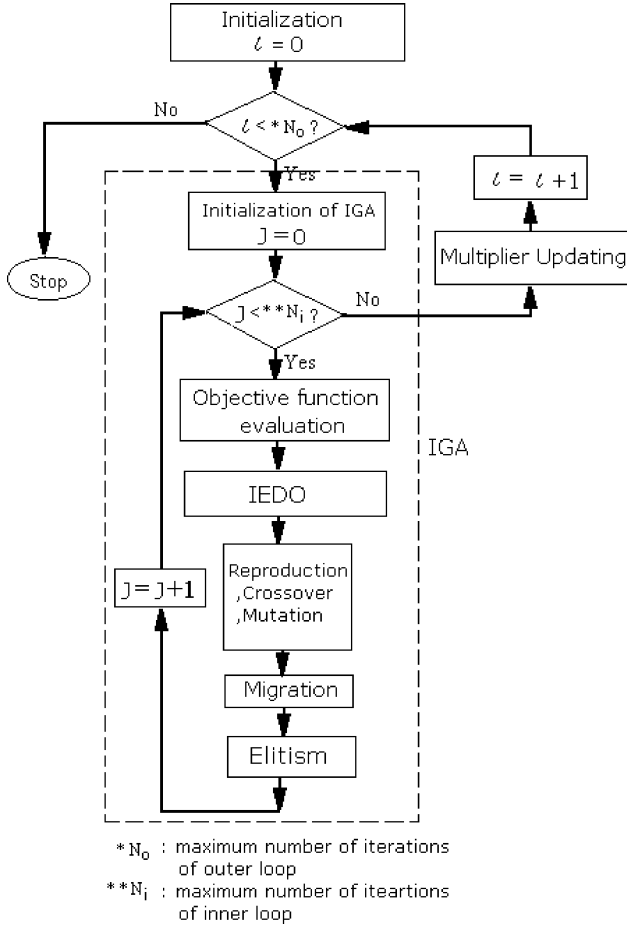 Initialization
ℓ = 0
No
ℓ < *No ?
Yes
ℓ = ℓ +1
Initialization of IGA
J=0
Multiplier Updating
Stop
J<**Ni ?
No
Yes
Objective function
evaluation
IGA
IEDO
Reproduction
,Crossover
,Mutation
J=J+1
Migration
Elitism
*No : maximum number of iterations
of outer loop
**Ni : maximum number of iteartions
of inner loop